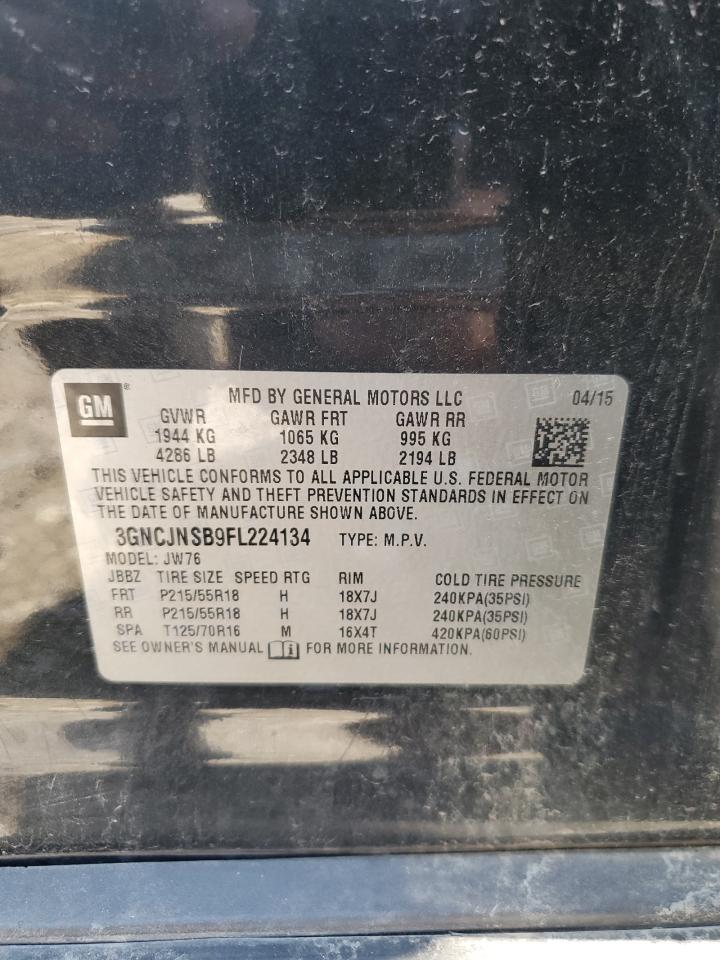 GM® MFD BY GENERAL MOTORS LLC 04/15
GVWR GAWR FRT GAWR RR
1944 KG 1065 KG 995 KG
4286 LB 2348 LB 2194 LB
THIS VEHICLE CONFORMS TO ALL APPLICABLE U.S. FEDERAL MOTOR
VEHICLE SAFETY AND THEFT PREVENTION STANDARDS IN EFFECT ON
THE DATE OF MANUFACTURE SHOWN ABOVE.
3GNCJNSB9FL224134 TYPE: M.P.V.
MODEL: JW76
JBBZ TIRE SIZE SPEED RTG RIM COLD TIRE PRESSURE
FRT P215/55R18 H 18X7J 240KPA(35PSI)
RR P215/55R18 H 18X7J 240KPA(35PSI)
SPA T125/70R16 M 16X4T 420KPA(60PSI)
SEE OWNER'S MANUAL i FOR MORE INFORMATION.